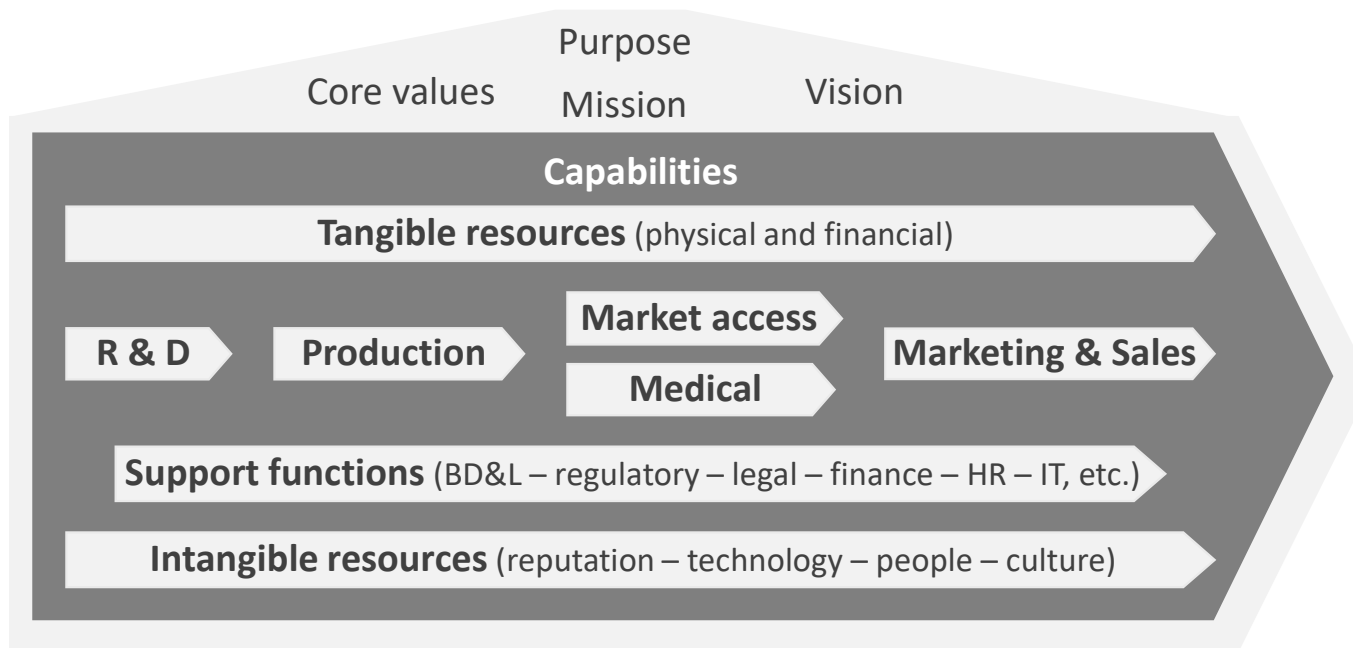 Purpose
Core values
Mission
Vision
Capabilities
Tangible resources (physical and financial)
R & D
Production
Market access
Medical
Marketing & Sales
Support functions (BD&L – regulatory – legal – finance – HR – IT, etc.)
Intangible resources (reputation – technology – people – culture)